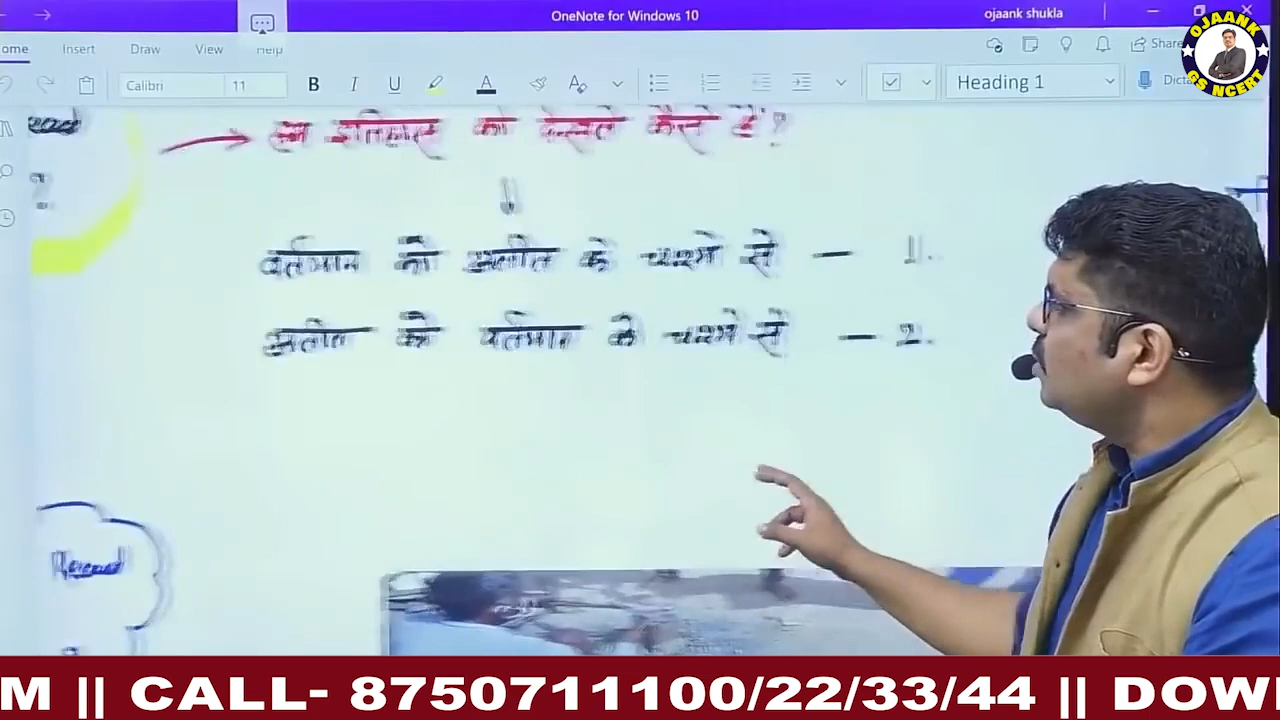 OneNote for Windows 10
ojaank shukla
ome Insert Draw View Help
Share
Calibri 11 B I U A Heading 1 Dicta
OJAANK
GS NCERT
हम इतिहास को देखते कैसे हैं?
वर्तमान को अतीत के चश्मे से — 1.
अतीत को वर्तमान के चश्मे से — 2.
Record
M || CALL- 8750711100/22/33/44 || DOW